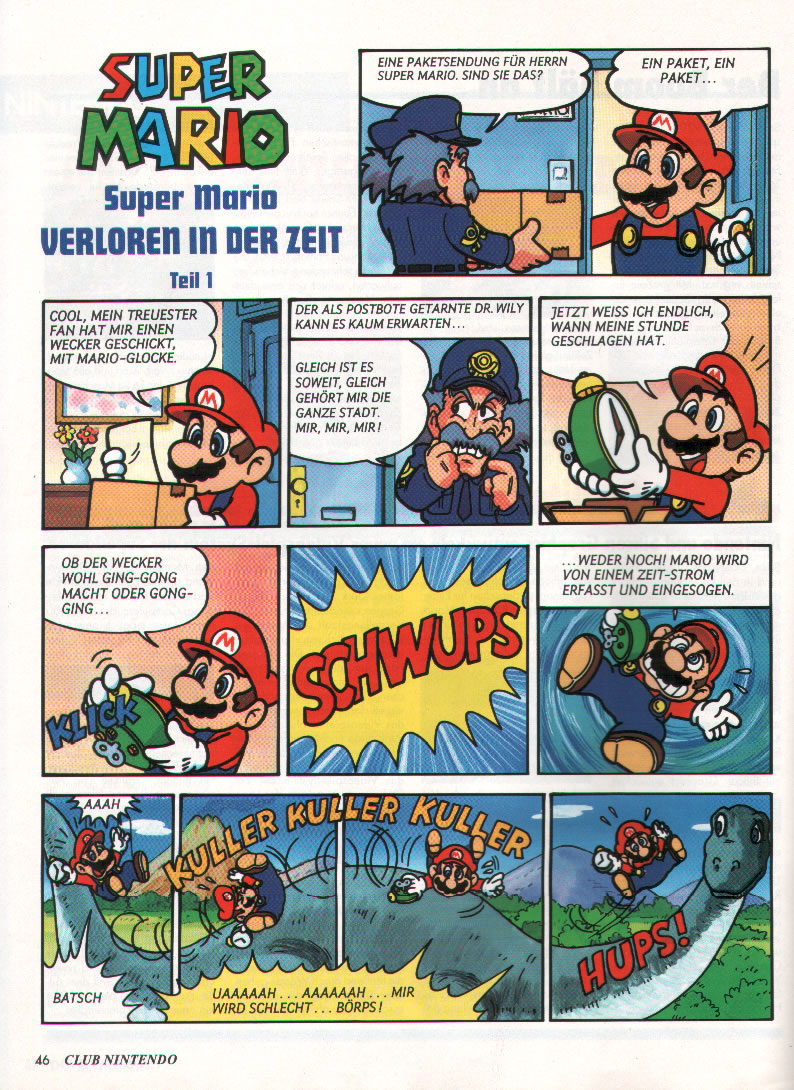 SUPER
MARIO
Super Mario
VERLOREN IN DER ZEIT
Teil 1
EINE PAKETSENDUNG FÜR HERRN
SUPER MARIO. SIND SIE DAS?
EIN PAKET, EIN
PAKET...
COOL, MEIN TREUESTER
FAN HAT MIR EINEN
WECKER GESCHICKT,
MIT MARIO-GLOCKE.
DER ALS POSTBOTE GETARNTE DR. WILY
KANN ES KAUM ERWARTEN...
GLEICH IST ES
SOWEIT, GLEICH
GEHÖRT MIR DIE
GANZE STADT.
MIR, MIR, MIR!
JETZT WEISS ICH ENDLICH,
WANN MEINE STUNDE
GESCHLAGEN HAT.
OB DER WECKER
WOHL GING-GONG
MACHT ODER GONG-
GING...
KLICK
SCHWUPS
...WEDER NOCH! MARIO WIRD
VON EINEM ZEIT-STROM
ERFASST UND EINGESOGEN.
AAAH
BATSCH
KULLER KULLER KULLER
UAAAAAH...AAAAAAH...MIR
WIRD SCHLECHT...BÖRPS!
HUPS!
46 CLUB NINTENDO